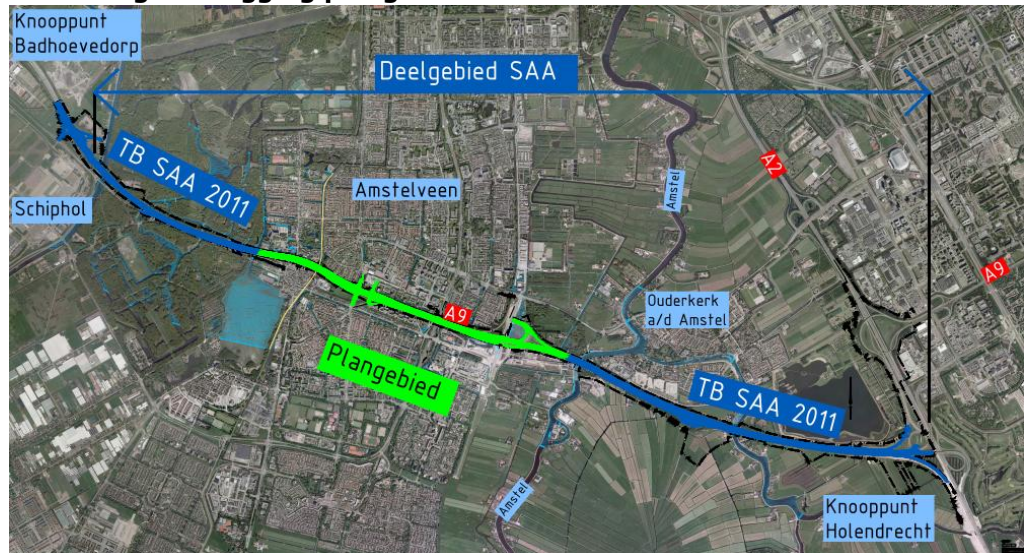 Knooppunt
Badhoevedorp
Deelgebied SAA
TB SAA 2011
A2
Schiphol
Amstelveen
Amstel
A9
Ouderkerk
a/d Amstel
A9
Plangebied
TB SAA 2011
Amstel
Knooppunt
Holendrecht